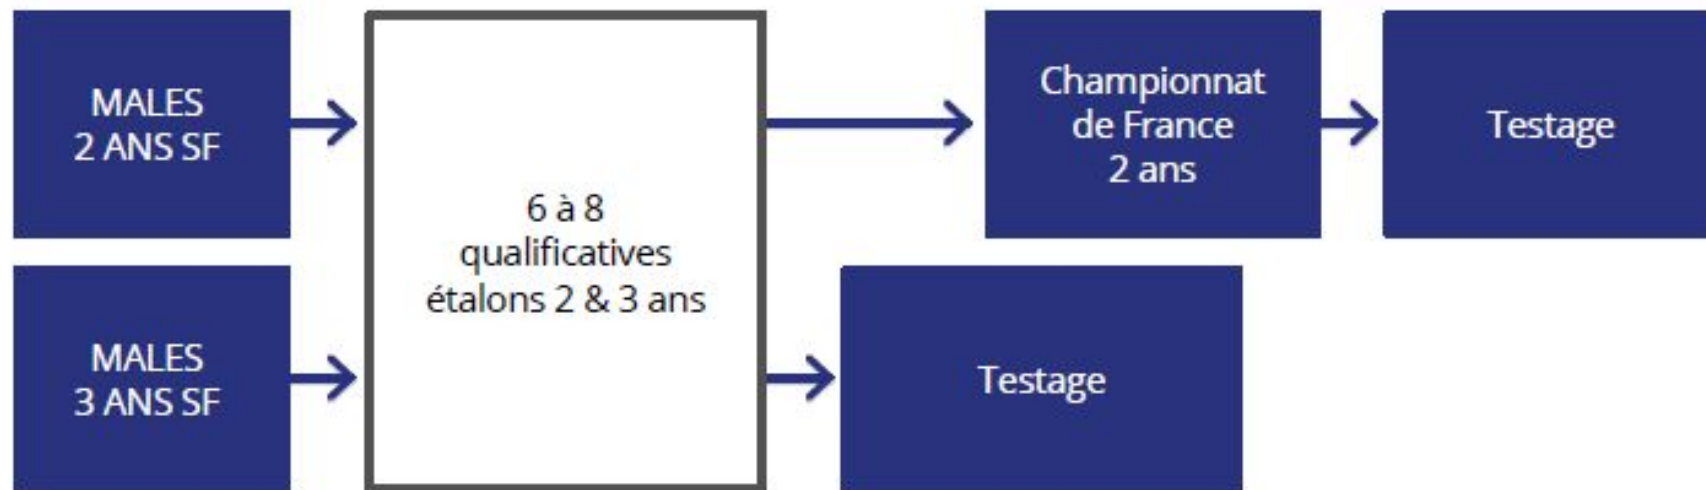 MALES
2 ANS SF
6 à 8
qualificatives
étalons 2 & 3 ans
Championnat
de France
2 ans
Testage
MALES
3 ANS SF
Testage